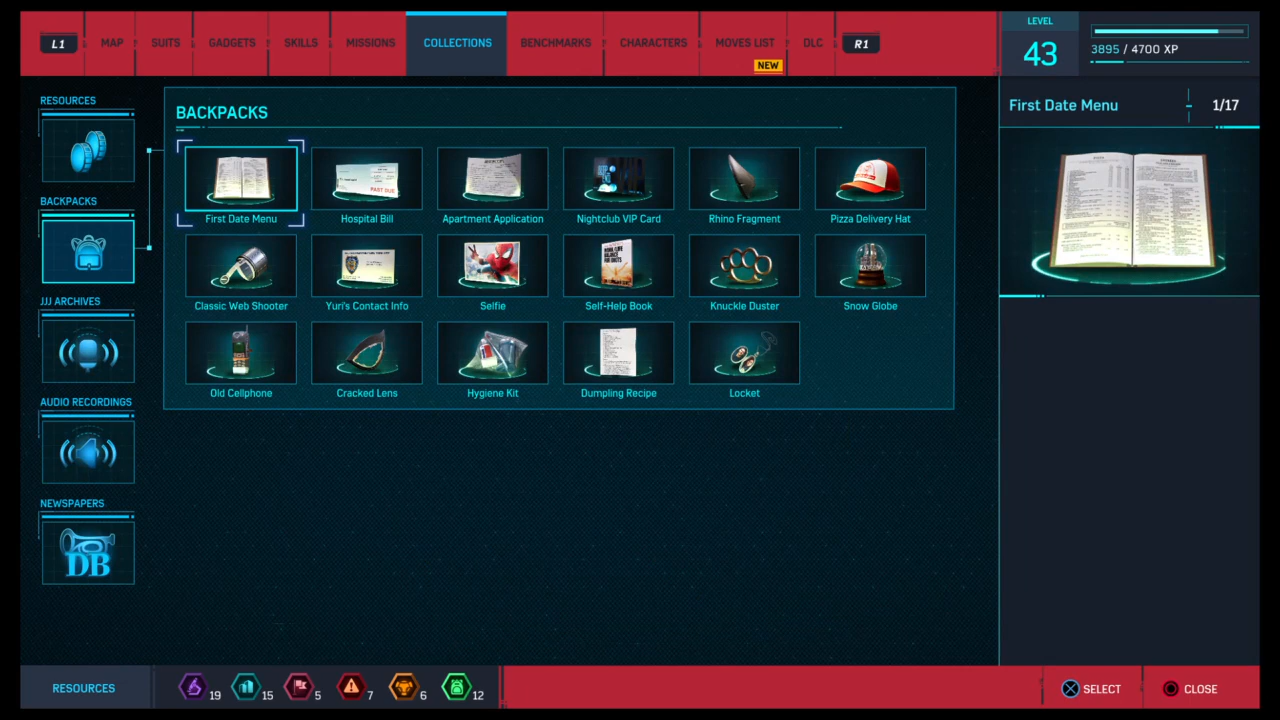 L1 MAP SUITS GADGETS SKILLS MISSIONS COLLECTIONS BENCHMARKS CHARACTERS MOVES LIST DLC R1
NEW
LEVEL
43
3895 / 4700 XP
RESOURCES
BACKPACKS
JJJ ARCHIVES
AUDIO RECORDINGS
NEWSPAPERS
DB
BACKPACKS
First Date Menu
PAST DUE
Hospital Bill
Apartment Application
Nightclub VIP Card
Rhino Fragment
Pizza Delivery Hat
Classic Web Shooter
Yuri's Contact Info
Selfie
Self-Help Book
Knuckle Duster
Snow Globe
Old Cellphone
Cracked Lens
Hygiene Kit
Dumpling Recipe
Locket
First Date Menu
1/17
RESOURCES
19 15 5 7 6 12
SELECT
CLOSE